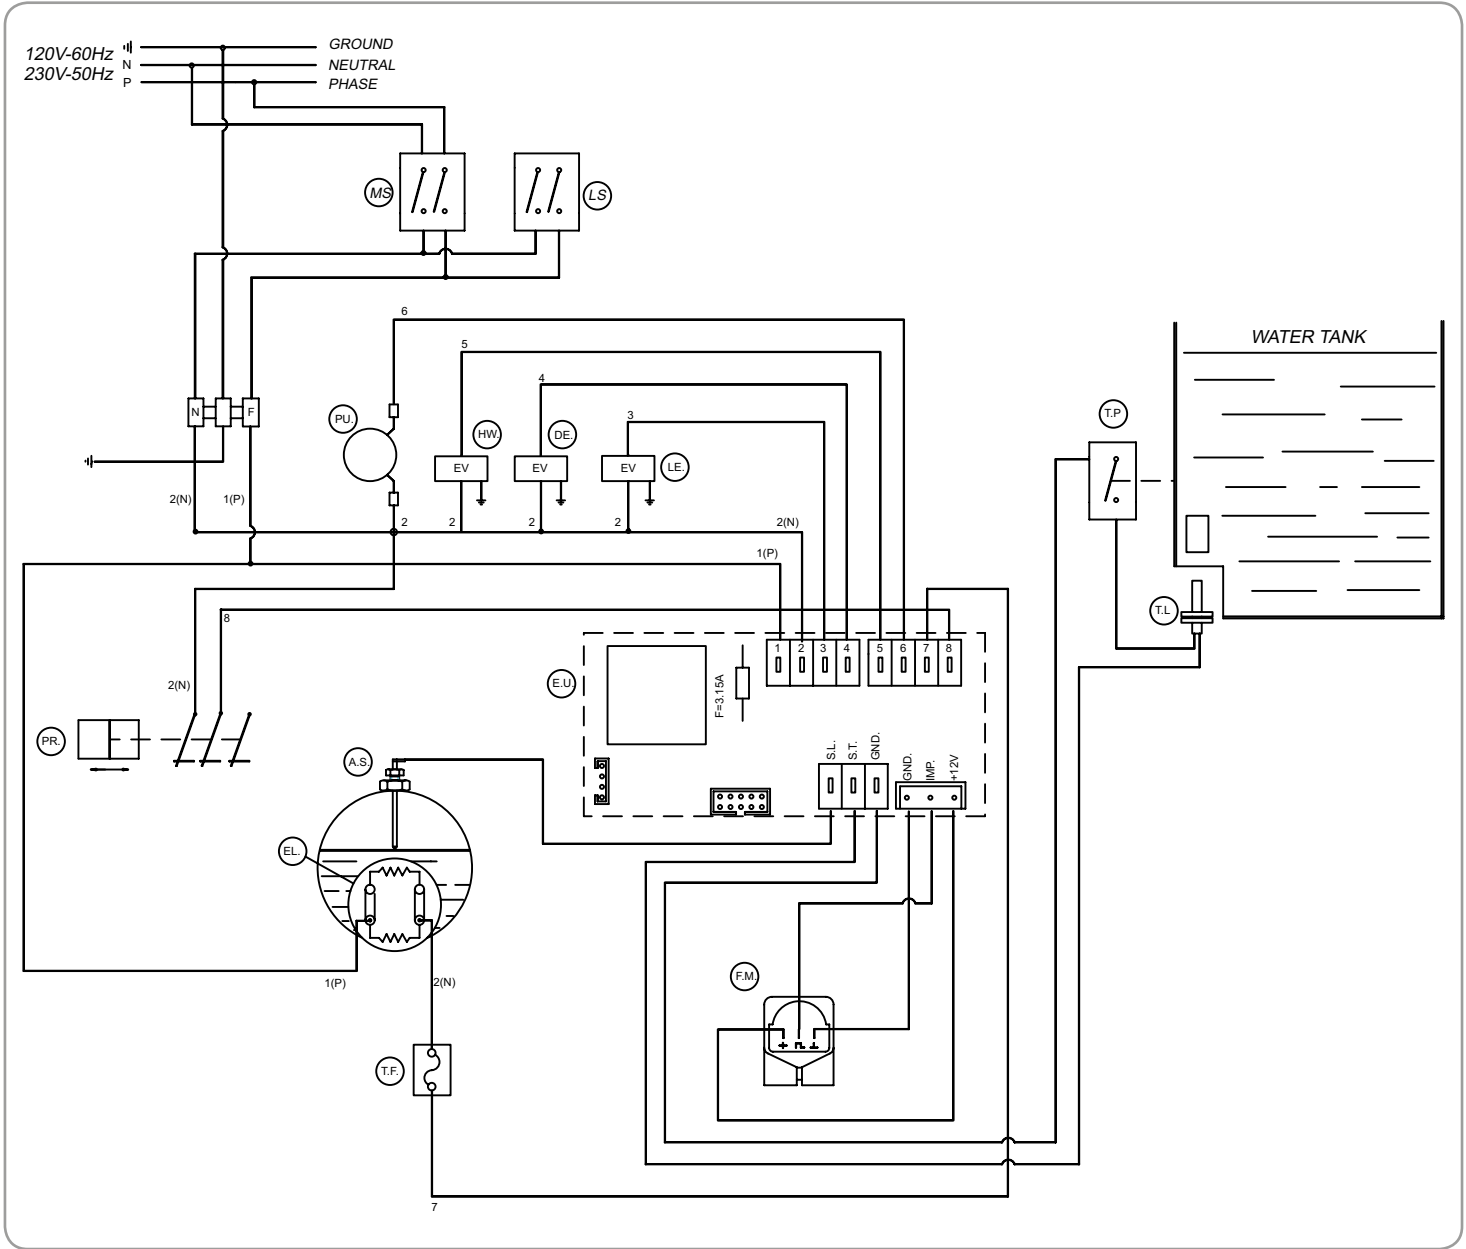 120V-60Hz
230V-50Hz
N
P
GROUND
NEUTRAL
PHASE
MS
LS
6
5
4
3
WATER TANK
N
F
PU.
HW.
DE.
LE.
T.P
EV
EV
EV
2(N)
1(P)
2
2
2
2
2(N)
1(P)
8
T.L
2(N)
E.U.
F=3.15A
1
2
3
4
5
6
7
8
PR.
A.S.
S.L.
S.T.
GND.
GND.
IMP.
+12V
EL.
1(P)
2(N)
F.M.
T.F.
7